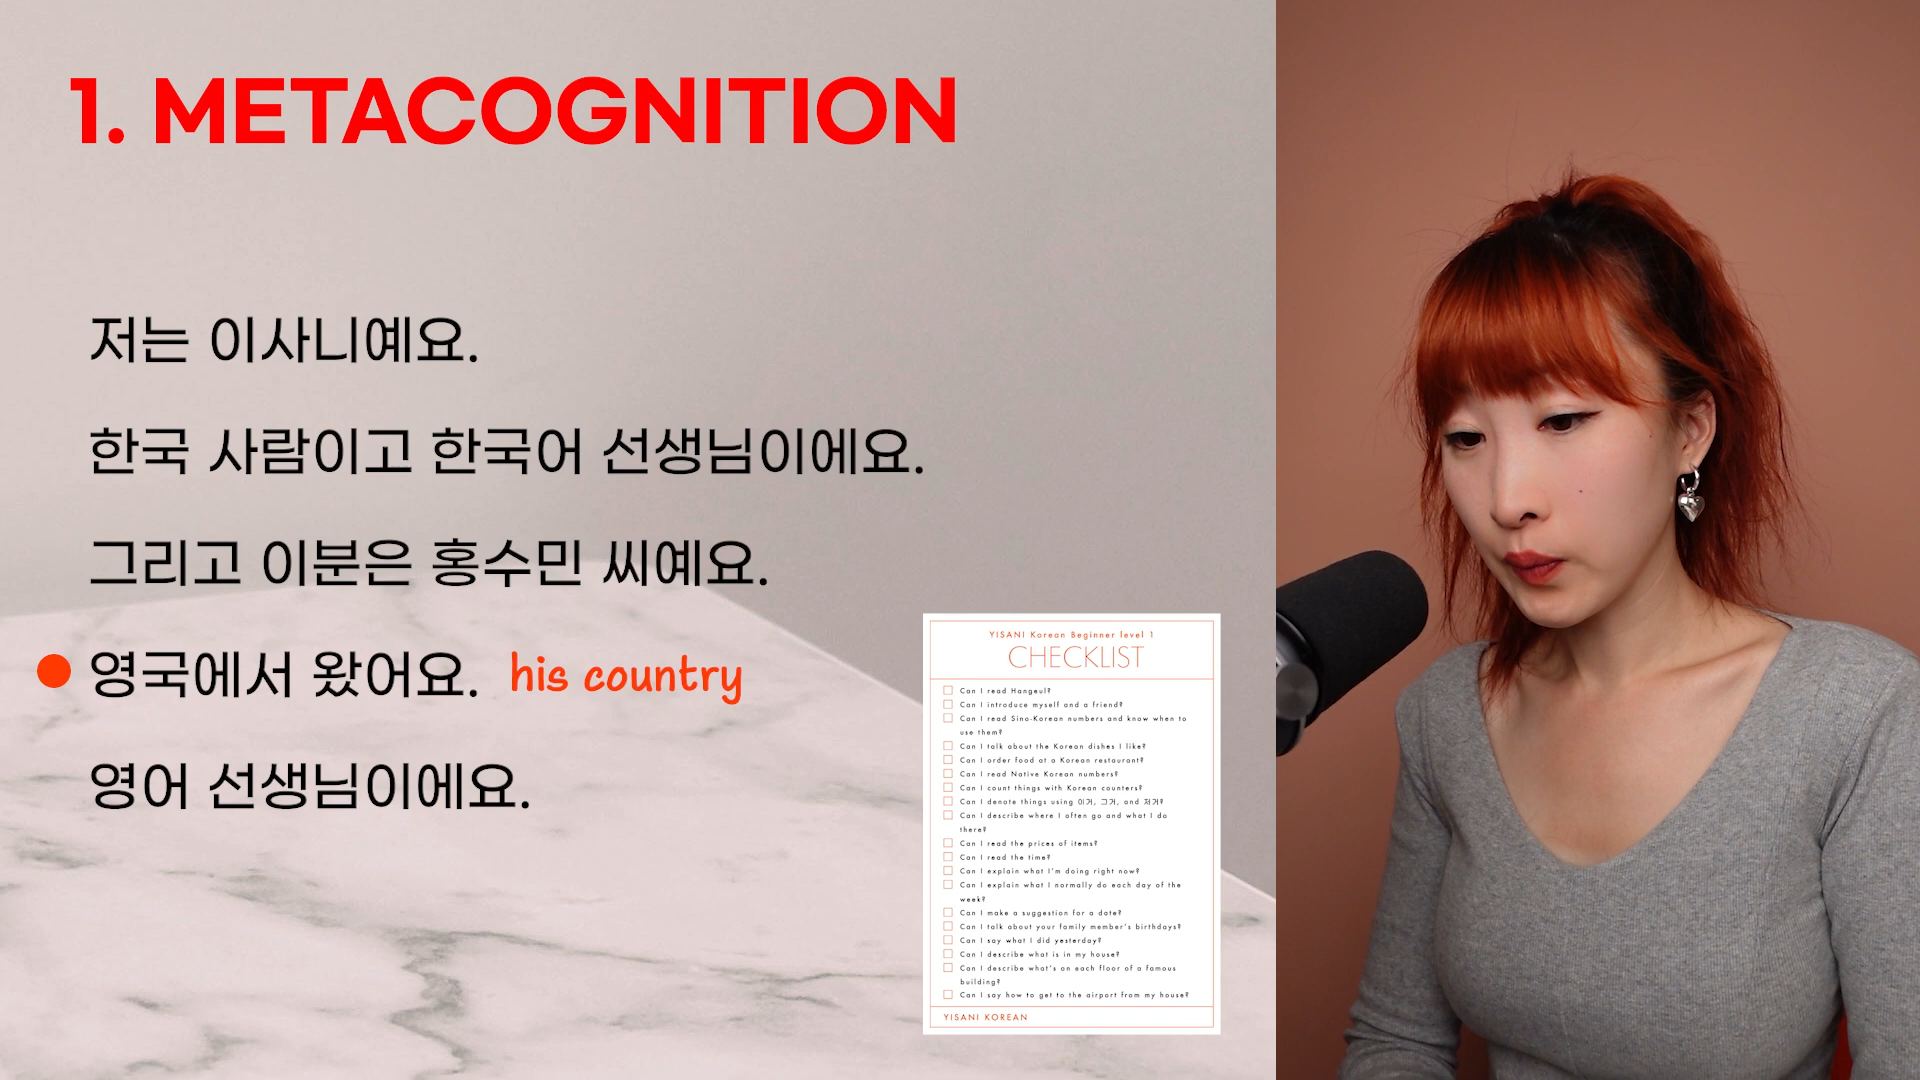 1. METACOGNITION
저는 이사니예요.
한국 사람이고 한국어 선생님이에요.
그리고 이분은 홍수민 씨예요.
영국에서 왔어요. his country
영어 선생님이에요.
YISANI Korean Beginner level 1
CHECKLIST
Can I read Hangeul?
Can I introduce myself and a friend?
Can I read Sino-Korean numbers and know when to
use them?
Can I talk about the Korean dishes I like?
Can I order food at a Korean restaurant?
Can I read Native Korean numbers?
Can I count things with Korean counters?
Can I denote things using 이거, 그거, and 저거?
Can I describe where I often go and what I do
there?
Can I read the prices of items?
Can I read the time?
Can I explain what I'm doing right now?
Can I explain what I normally do each day of the
week?
Can I make a suggestion for a date?
Can I talk about your family member's birthdays?
Can I say what I did yesterday?
Can I describe what is in my house?
Can I describe what's on each floor of a famous
building?
Can I say how to get to the airport from my house?
YISANI KOREAN